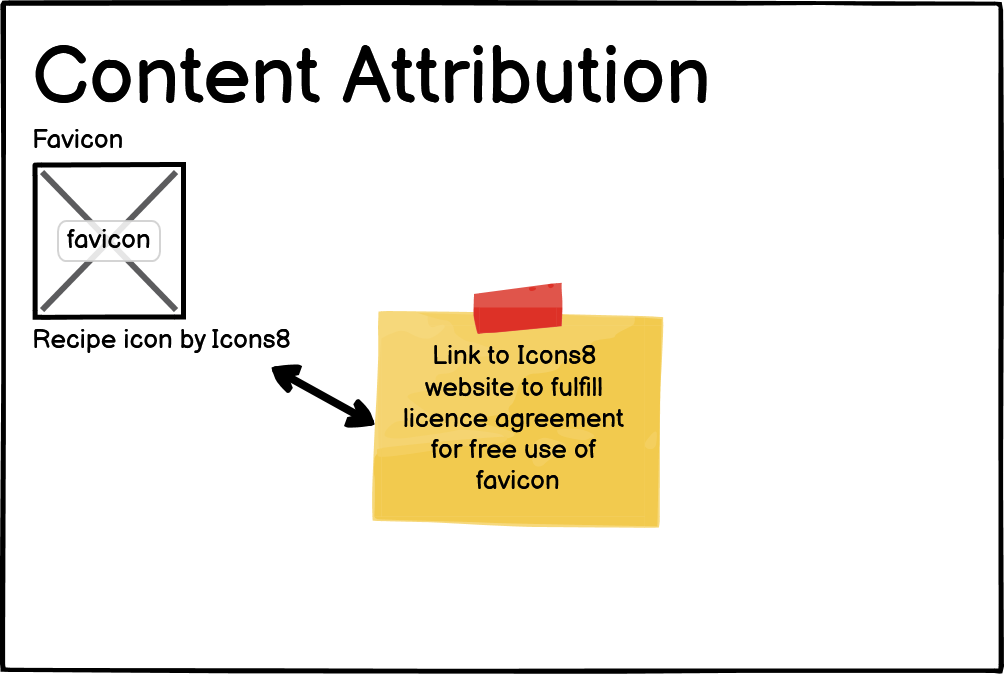 Content Attribution
Favicon
favicon
Recipe icon by Icons8
Link to Icons8
website to fulfill
licence agreement
for free use of
favicon